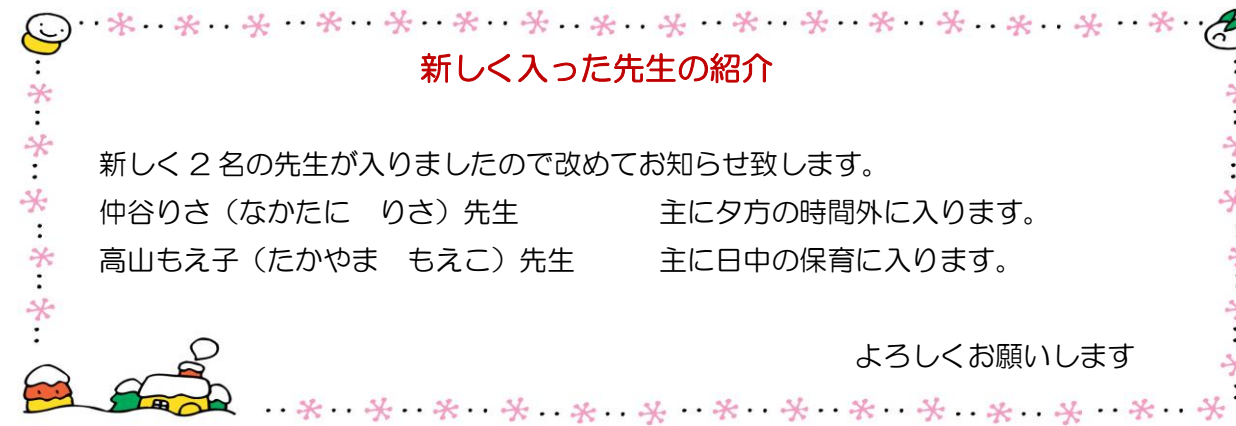 新しく入った先生の紹介
新しく2名の先生が入りましたので改めてお知らせ致します。
仲谷りさ（なかたに　りさ）先生　　　　主に夕方の時間外に入ります。
高山もえ子（たかやま　もえこ）先生　　主に日中の保育に入ります。
よろしくお願いします